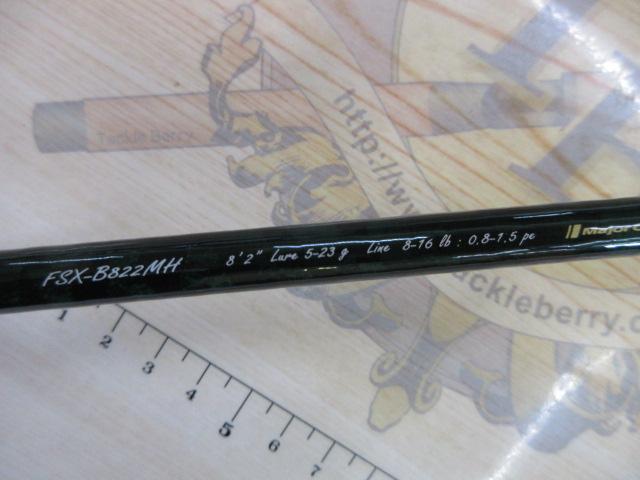 Tackle Berry
http://w
FSX-B822MH 8'2" Lure 5-23 g Line 8-16 lb : 0.8-1.5 pe Major
ckleberry.c
1 2 3 4 5 6 7